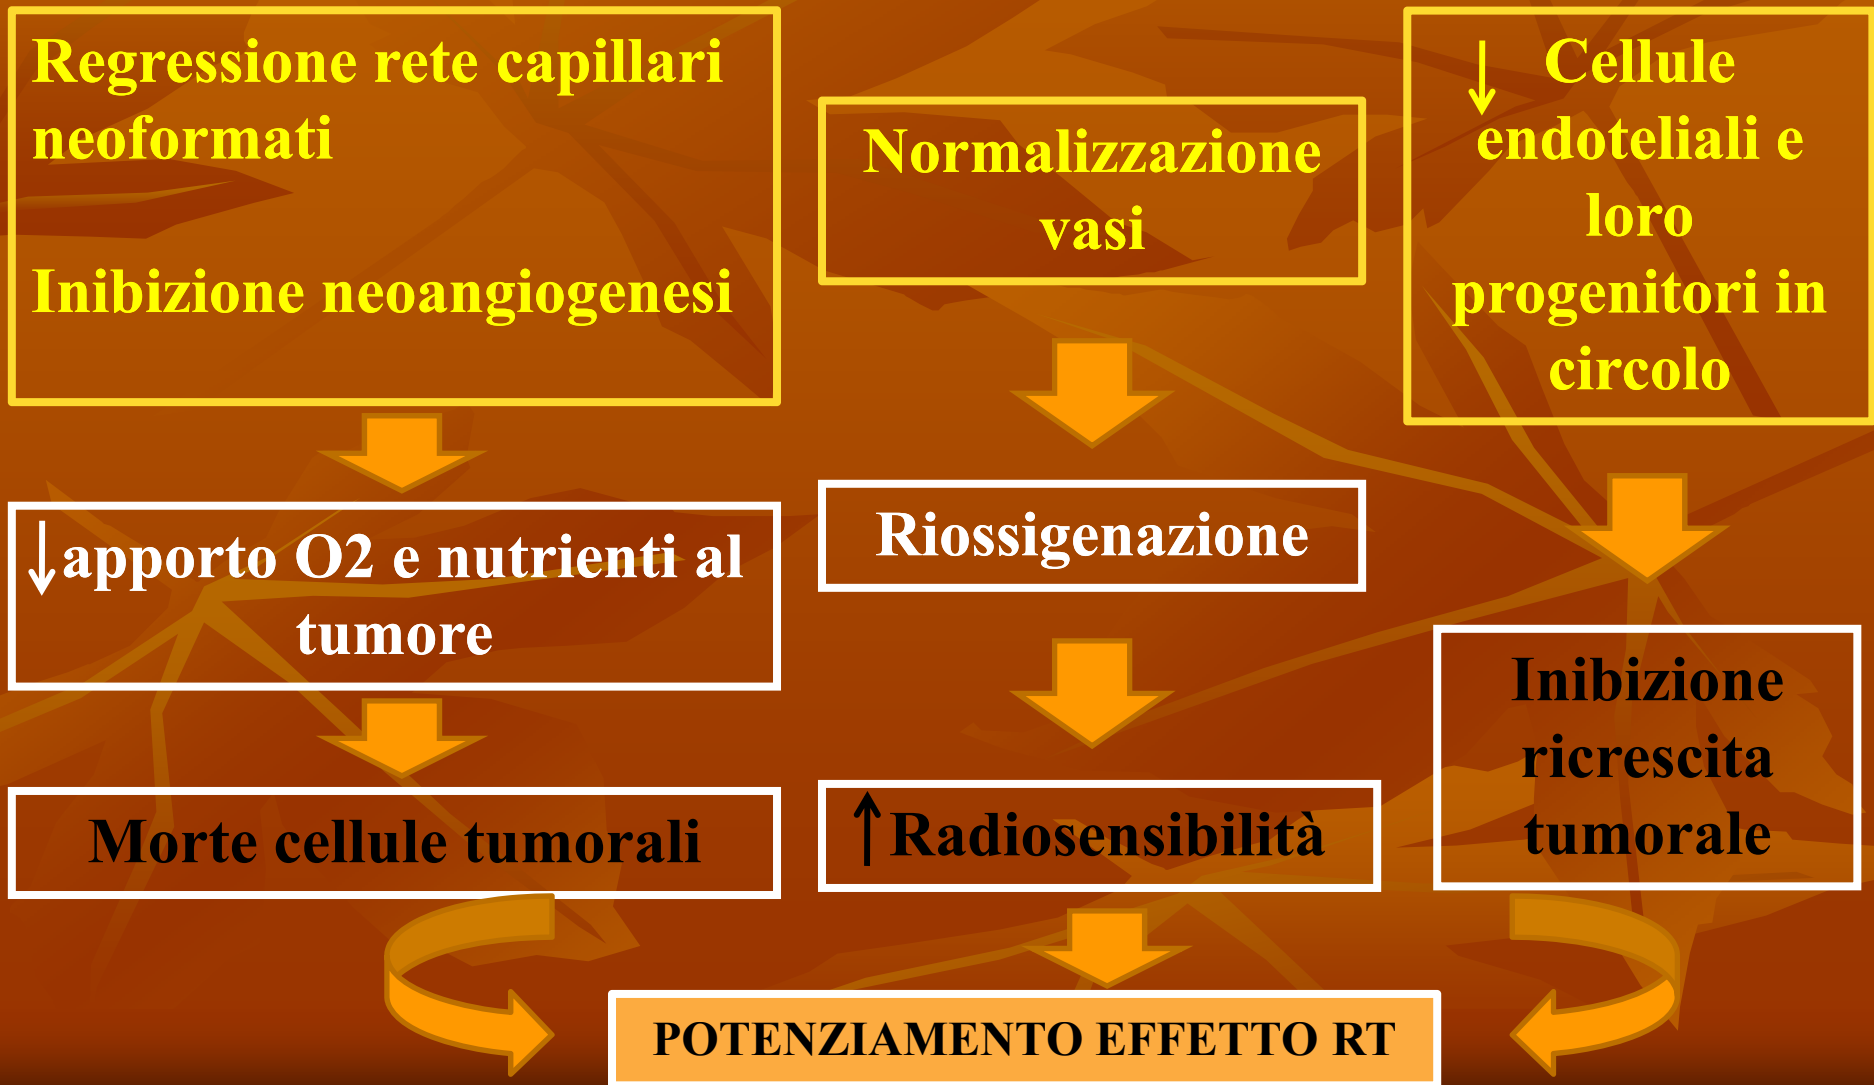 Regressione rete capillari
neoformati
Inibizione neoangiogenesi
↓apporto O2 e nutrienti al
tumore
Morte cellule tumorali
Normalizzazione
vasi
Riossigenazione
↑Radiosensibilità
↓ Cellule
endoteliali e
loro
progenitori in
circolo
Inibizione
ricrescita
tumorale
POTENZIAMENTO EFFETTO RT